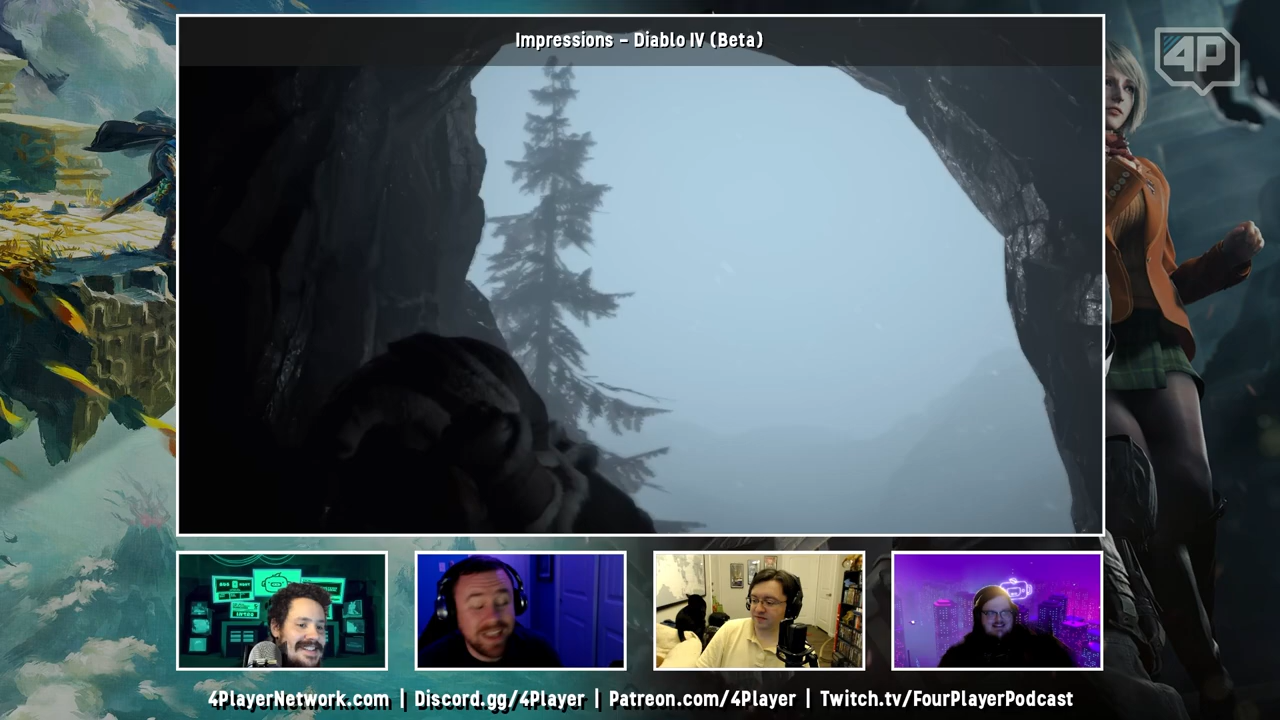 Impressions - Diablo IV (Beta)
4P
4PlayerNetwork.com | Discord.gg/4Player | Patreon.com/4Player | Twitch.tv/FourPlayerPodcast